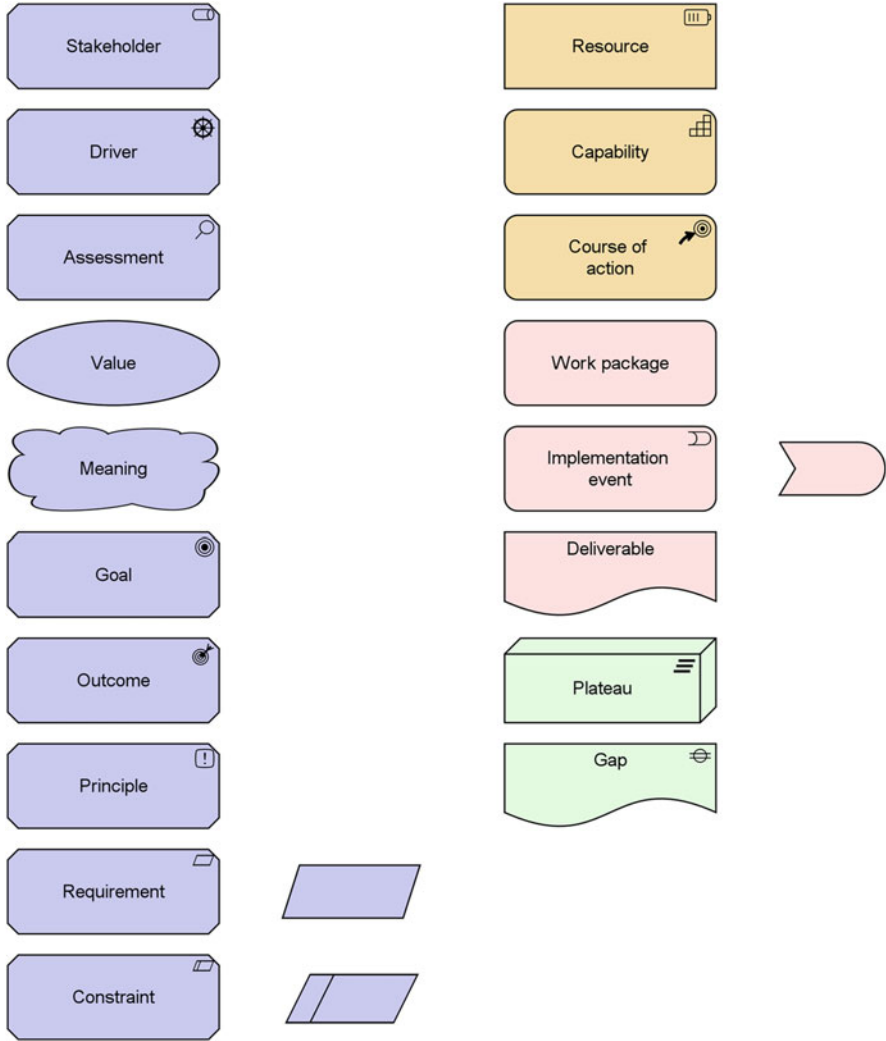 Stakeholder
Driver
Assessment
Value
Meaning
Goal
Outcome
Principle
Requirement
Constraint
Resource
Capability
Course of
action
Work package
Implementation
event
Deliverable
Plateau
Gap